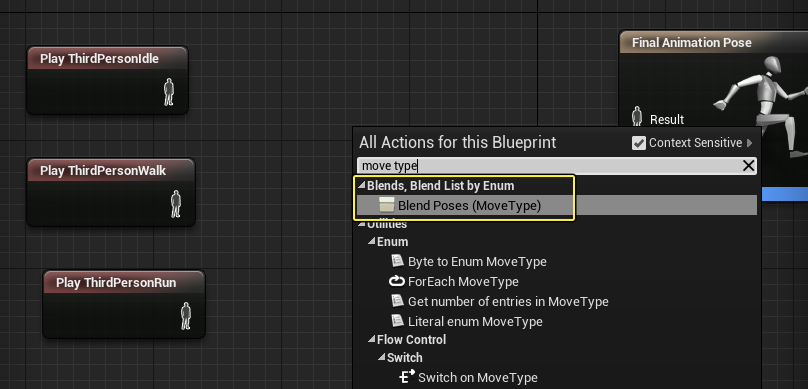 Play ThirdPersonIdle
Final Animation Pose
Result
Play ThirdPersonWalk
Play ThirdPersonRun
All Actions for this Blueprint
Context Sensitive
move type
Blends, Blend List by Enum
Blend Poses (MoveType)
Utilities
Enum
Byte to Enum MoveType
ForEach MoveType
Get number of entries in MoveType
Literal enum MoveType
Flow Control
Switch
Switch on MoveType